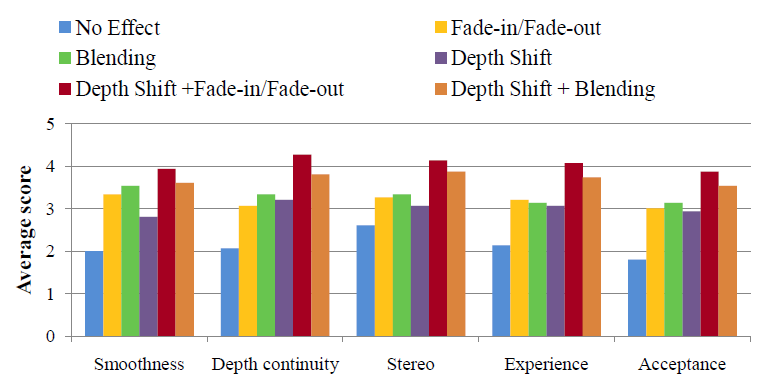 No Effect
Fade-in/Fade-out
Blending
Depth Shift
Depth Shift +Fade-in/Fade-out
Depth Shift + Blending
5
4
3
2
1
0
Average score
Smoothness
Depth continuity
Stereo
Experience
Acceptance